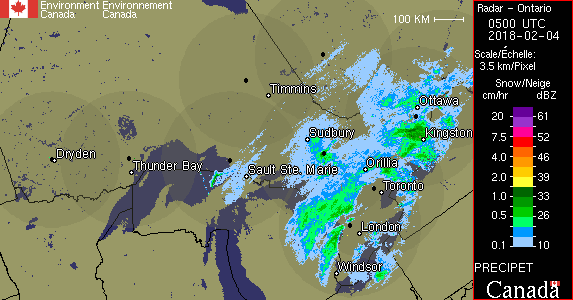 Environment Environnement
Canada Canada
100 KM
Timmins
Ottawa
Sudbury
Kingston
Dryden
Thunder Bay
Sault Ste. Marie
Orillia
Toronto
London
Windsor
Radar - Ontario
0500 UTC
2018-02-04
Scale/Échelle:
3.5 km/Pixel
Snow/Neige
cm/hr dBZ
20 61
7.5 52
4.0 46
2.0 39
1.0 33
0.5 26
0.1 10
PRECIPET
Canada